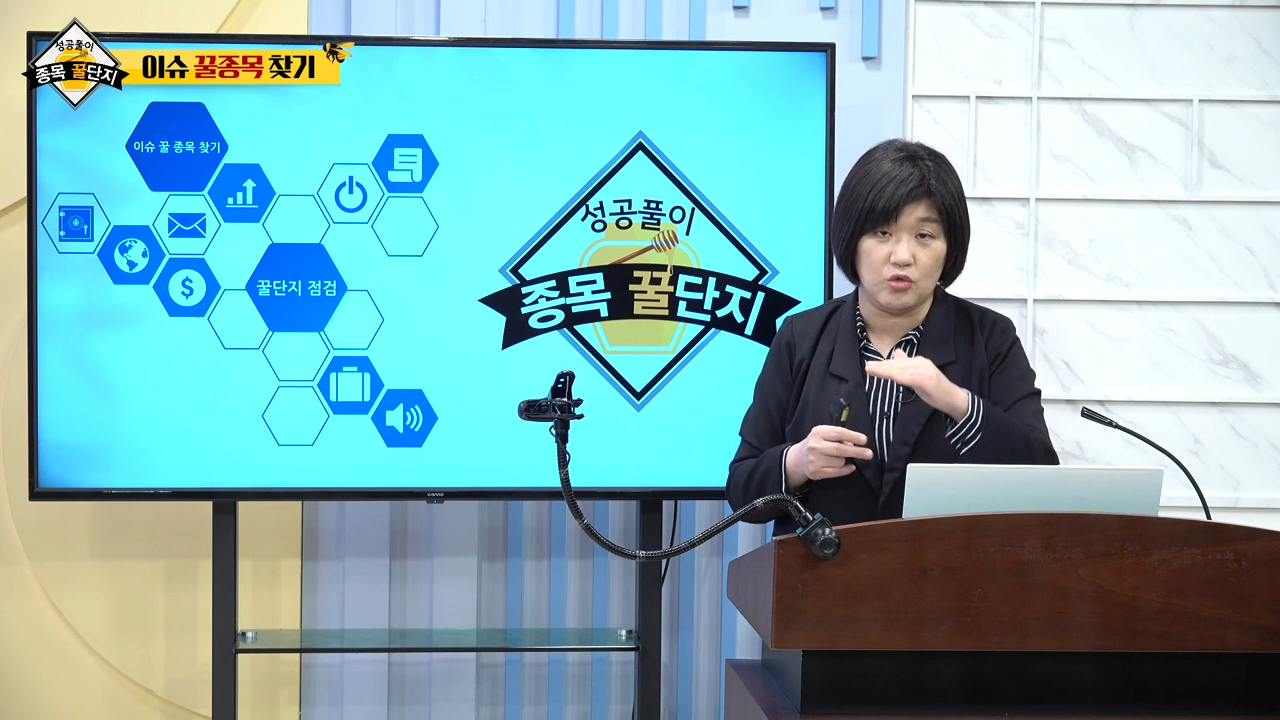 성공풀이
종목 꿀단지
이슈 꿀종목 찾기
이슈 꿀 종목 찾기
꿀단지 점검
성공풀이
종목 꿀단지
$